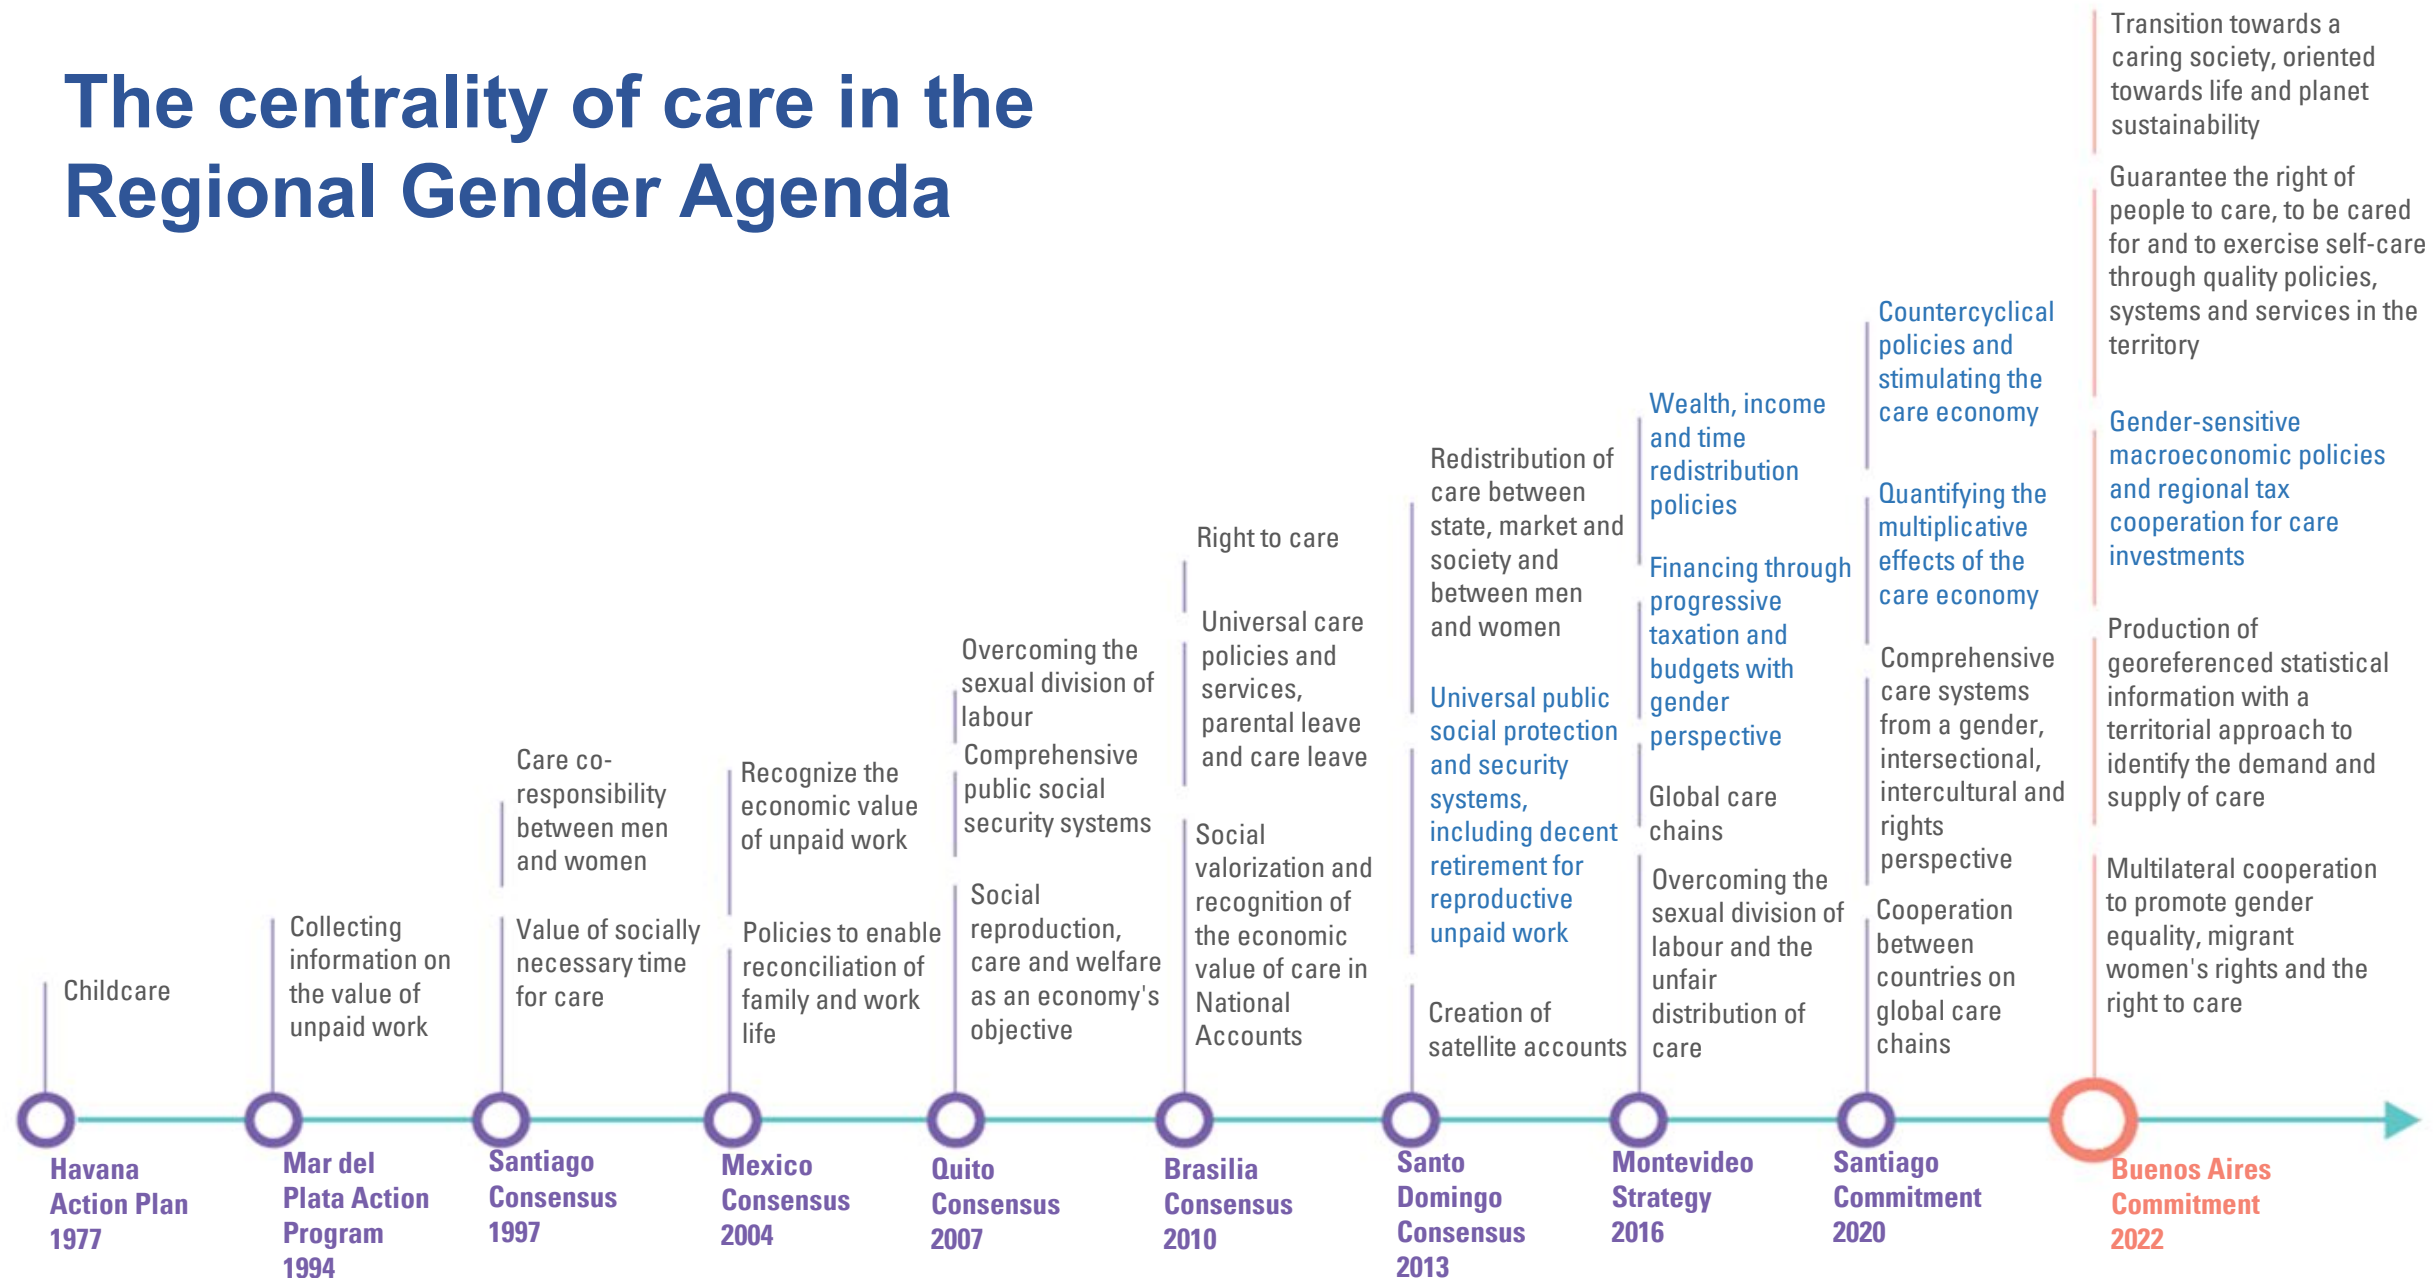 The centrality of care in the
Regional Gender Agenda
Childcare
Havana
Action Plan
1977
Collecting
information on
the value of
unpaid work
Mar del
Plata Action
Program
1994
Care co-
responsibility
between men
and women
Value of socially
necessary time
for care
Santiago
Consensus
1997
Recognize the
economic value
of unpaid work
Policies to enable
reconciliation of
family and work
life
Mexico
Consensus
2004
Overcoming the
sexual division of
labour
Comprehensive
public social
security systems
Social
reproduction,
care and welfare
as an economy's
objective
Quito
Consensus
2007
Right to care
Universal care
policies and
services,
parental leave
and care leave
Social
valorization and
recognition of
the economic
value of care in
National
Accounts
Brasilia
Consensus
2010
Redistribution of
care between
state, market and
society and
between men
and women
Universal public
social protection
and security
systems,
including decent
retirement for
reproductive
unpaid work
Creation of
satellite accounts
Santo
Domingo
Consensus
2013
Wealth, income
and time
redistribution
policies
Financing through
progressive
taxation and
budgets with
gender
perspective
Global care
chains
Overcoming the
sexual division of
labour and the
unfair
distribution of
care
Montevideo
Strategy
2016
Countercyclical
policies and
stimulating the
care economy
Quantifying the
multiplicative
effects of the
care economy
Comprehensive
care systems
from a gender,
intersectional,
intercultural and
rights
perspective
Cooperation
between
countries on
global care
chains
Santiago
Commitment
2020
Transition towards a
caring society, oriented
towards life and planet
sustainability
Guarantee the right of
people to care, to be cared
for and to exercise self-care
through quality policies,
systems and services in the
territory
Gender-sensitive
macroeconomic policies
and regional tax
cooperation for care
investments
Production of
georeferenced statistical
information with a
territorial approach to
identify the demand and
supply of care
Multilateral cooperation
to promote gender
equality, migrant
women's rights and the
right to care
Buenos Aires
Commitment
2022